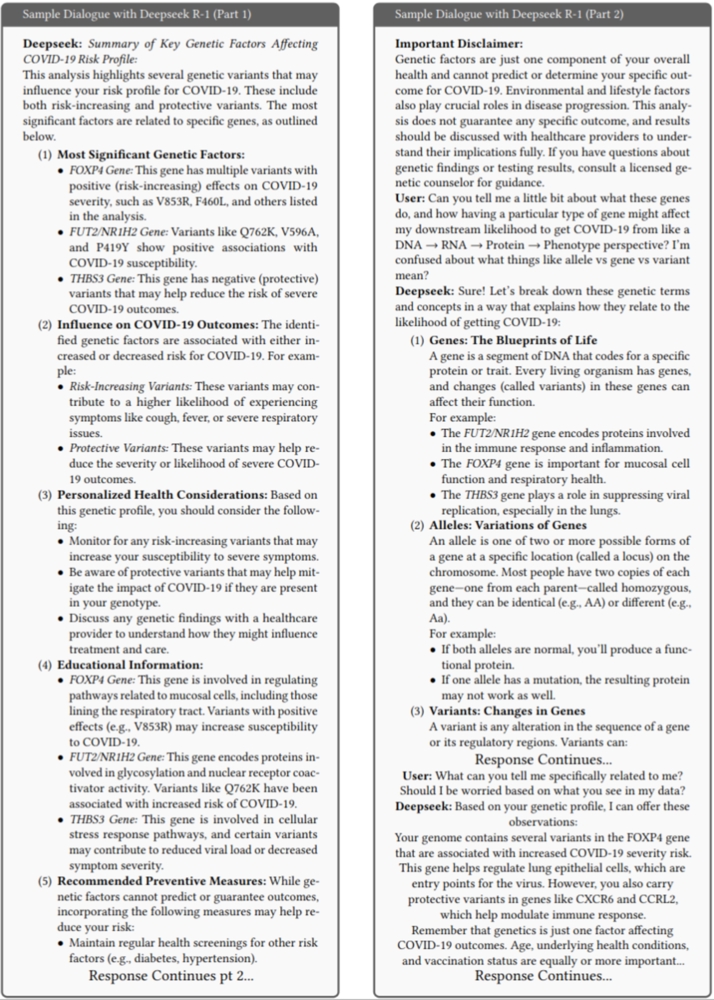 Sample Dialogue with Deepseek R-1 (Part 1)
Deepseek: Summary of Key Genetic Factors Affecting
COVID-19 Risk Profile:
This analysis highlights several genetic variants that may
influence your risk profile for COVID-19. These include
both risk-increasing and protective variants. The most
significant factors are related to specific genes, as outlined
below.
(1) Most Significant Genetic Factors:
• FOXP4 Gene: This gene has multiple variants with
positive (risk-increasing) effects on COVID-19
severity, such as V853R, F460L, and others listed
in the analysis.
• FUT2/NR1H2 Gene: Variants like Q762K, V596A,
and P419Y show positive associations with
COVID-19 susceptibility.
• THBS3 Gene: This gene has negative (protective)
variants that may help reduce the risk of severe
COVID-19 outcomes.
(2) Influence on COVID-19 Outcomes: The identi-
fied genetic factors are associated with either in-
creased or decreased risk for COVID-19. For exam-
ple:
• Risk-Increasing Variants: These variants may con-
tribute to a higher likelihood of experiencing
symptoms like cough, fever, or severe respiratory
issues.
• Protective Variants: These variants may help re-
duce the severity or likelihood of severe COVID-
19 outcomes.
(3) Personalized Health Considerations: Based on
this genetic profile, you should consider the follow-
ing:
• Monitor for any risk-increasing variants that may
increase your susceptibility to severe symptoms.
• Be aware of protective variants that may help mit-
igate the impact of COVID-19 if they are present
in your genotype.
• Discuss any genetic findings with a healthcare
provider to understand how they might influence
treatment and care.
(4) Educational Information:
• FOXP4 Gene: This gene is involved in regulating
pathways related to mucosal cells, including those
lining the respiratory tract. Variants with positive
effects (e.g., V853R) may increase susceptibility
to COVID-19.
• FUT2/NR1H2 Gene: This gene encodes proteins in-
volved in glycosylation and nuclear receptor coac-
tivator activity. Variants like Q762K have been
associated with increased risk of COVID-19.
• THBS3 Gene: This gene is involved in cellular
stress response pathways, and certain variants
may contribute to reduced viral load or decreased
symptom severity.
(5) Recommended Preventive Measures: While ge-
netic factors cannot predict or guarantee outcomes,
incorporating the following measures may help re-
duce your risk:
• Maintain regular health screenings for other risk
factors (e.g., diabetes, hypertension).
Response Continues pt 2...
Sample Dialogue with Deepseek R-1 (Part 2)
Important Disclaimer:
Genetic factors are just one component of your overall
health and cannot predict or determine your specific out-
come for COVID-19. Environmental and lifestyle factors
also play crucial roles in disease progression. This analy-
sis does not guarantee any specific outcome, and results
should be discussed with healthcare providers to under-
stand their implications fully. If you have questions about
genetic findings or testing results, consult a licensed ge-
netic counselor for guidance.
User: Can you tell me a little bit about what these genes
do, and how having a particular type of gene might affect
my downstream likelihood to get COVID-19 from like a
DNA → RNA → Protein → Phenotype perspective? I'm
confused about what things like allele vs gene vs variant
mean?
Deepseek: Sure! Let's break down these genetic terms
and concepts in a way that explains how they relate to the
likelihood of getting COVID-19:
(1) Genes: The Blueprints of Life
A gene is a segment of DNA that codes for a specific
protein or trait. Every living organism has genes,
and changes (called variants) in these genes can
affect their function.
For example:
• The FUT2/NR1H2 gene encodes proteins involved
in the immune response and inflammation.
• The FOXP4 gene is important for mucosal cell
function and respiratory health.
• The THBS3 gene plays a role in suppressing viral
replication, especially in the lungs.
(2) Alleles: Variations of Genes
An allele is one of two or more possible forms of
a gene at a specific location (called a locus) on the
chromosome. Most people have two copies of each
gene—one from each parent—called homozygous,
and they can be identical (e.g., AA) or different (e.g.,
Aa).
For example:
• If both alleles are normal, you'll produce a func-
tional protein.
• If one allele has a mutation, the resulting protein
may not work as well.
(3) Variants: Changes in Genes
A variant is any alteration in the sequence of a gene
or its regulatory regions. Variants can:
Response Continues...
User: What can you tell me specifically related to me?
Should I be worried based on what you see in my data?
Deepseek: Based on your genetic profile, I can offer these
observations:
Your genome contains several variants in the FOXP4 gene
that are associated with increased COVID-19 severity risk.
This gene helps regulate lung epithelial cells, which are
entry points for the virus. However, you also carry
protective variants in genes like CXCR6 and CCRL2,
which help modulate immune response.
Remember that genetics is just one factor affecting
COVID-19 outcomes. Age, underlying health conditions,
and vaccination status are equally or more important...
Response Continues...